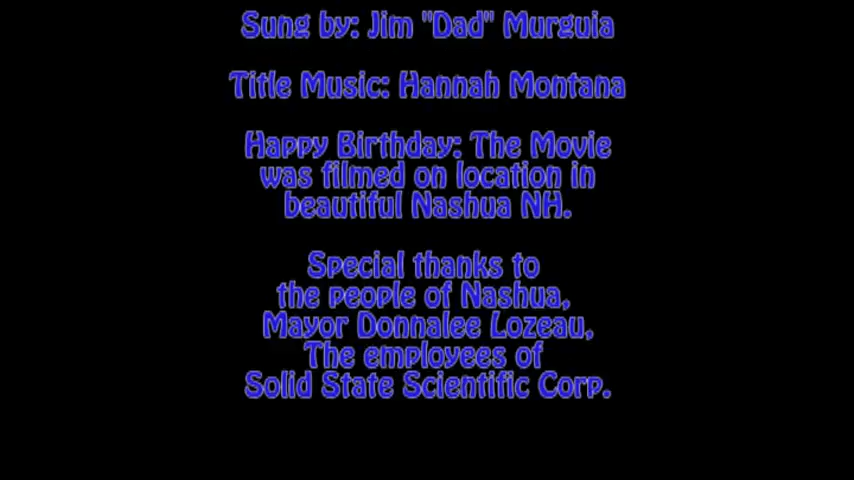 Sung by: Jim "Dad" Murguia
Title Music: Hannah Montana
Happy Birthday: The Movie
was filmed on location in
beautiful Nashua NH.
Special thanks to
the people of Nashua,
Mayor Donnalee Lozeau,
The employees of
Solid State Scientific Corp.